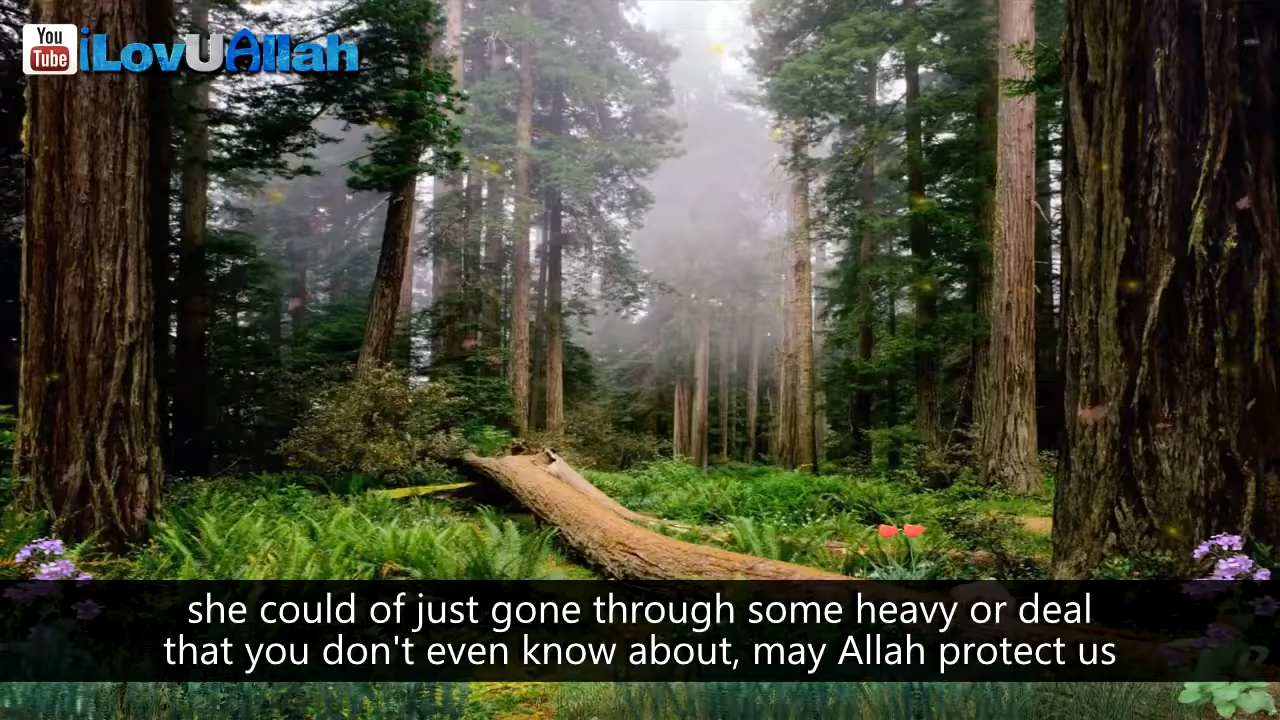 You
Tube
iLovUAllah
she could of just gone through some heavy or deal
that you don't even know about, may Allah protect us